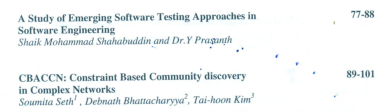 A Study of Emerging Software Testing Approaches in 77-88
Software Engineering
Shaik Mohammad Shahabuddin and Dr.Y Prasanth
CBACCN: Constraint Based Community discovery 89-101
in Complex Networks
Soumita Seth¹ , Debnath Bhattacharyya², Tai-hoon Kim³